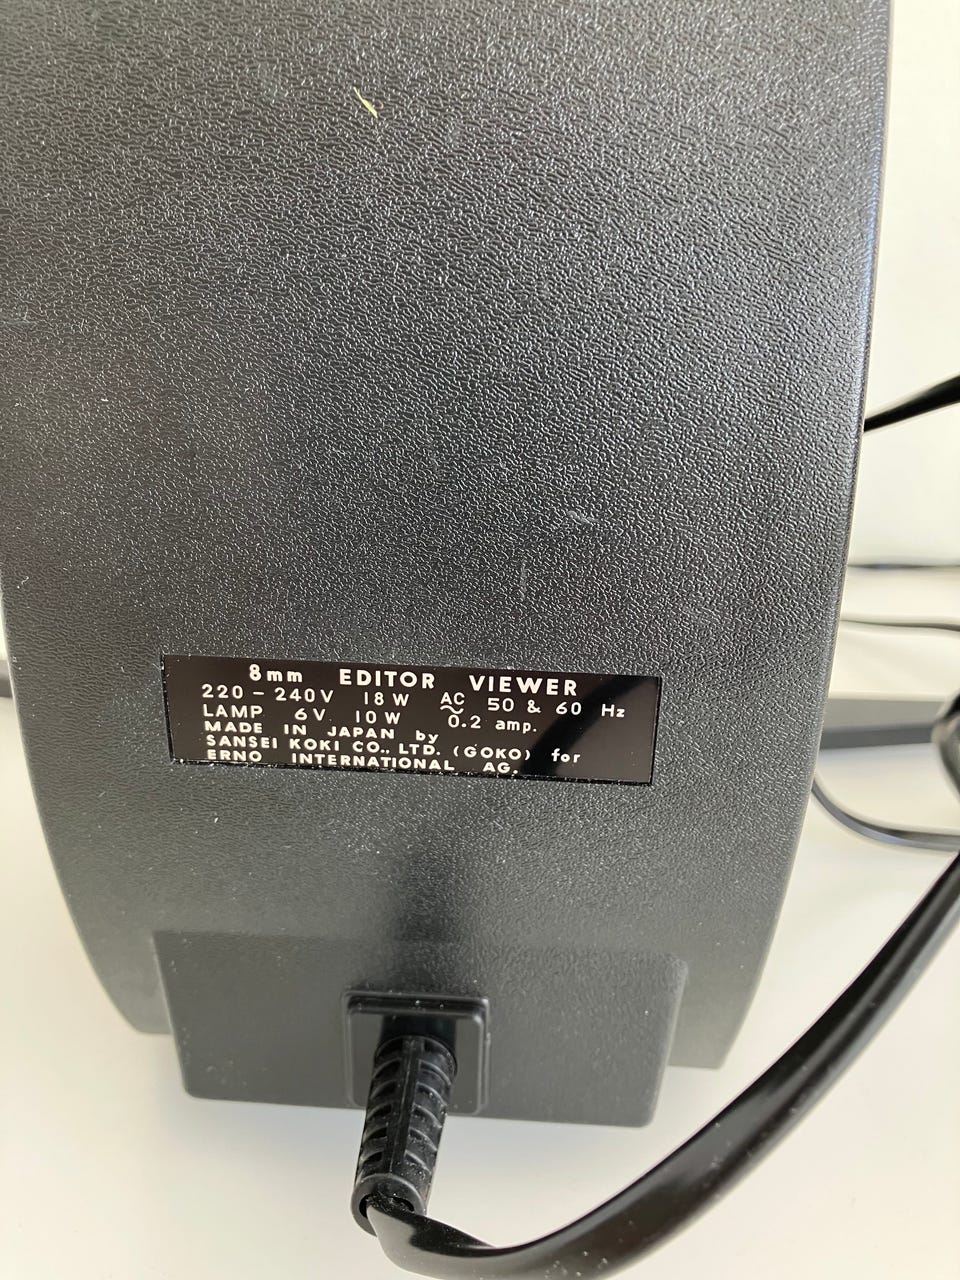 8mm EDITOR VIEWER
220-240V 18W AC 50 & 60 Hz
LAMP 6V 10W 0.2 amp.
MADE IN JAPAN by
SANSEI KOKI CO., LTD. (GOKO) for
ERNO INTERNATIONAL AG.